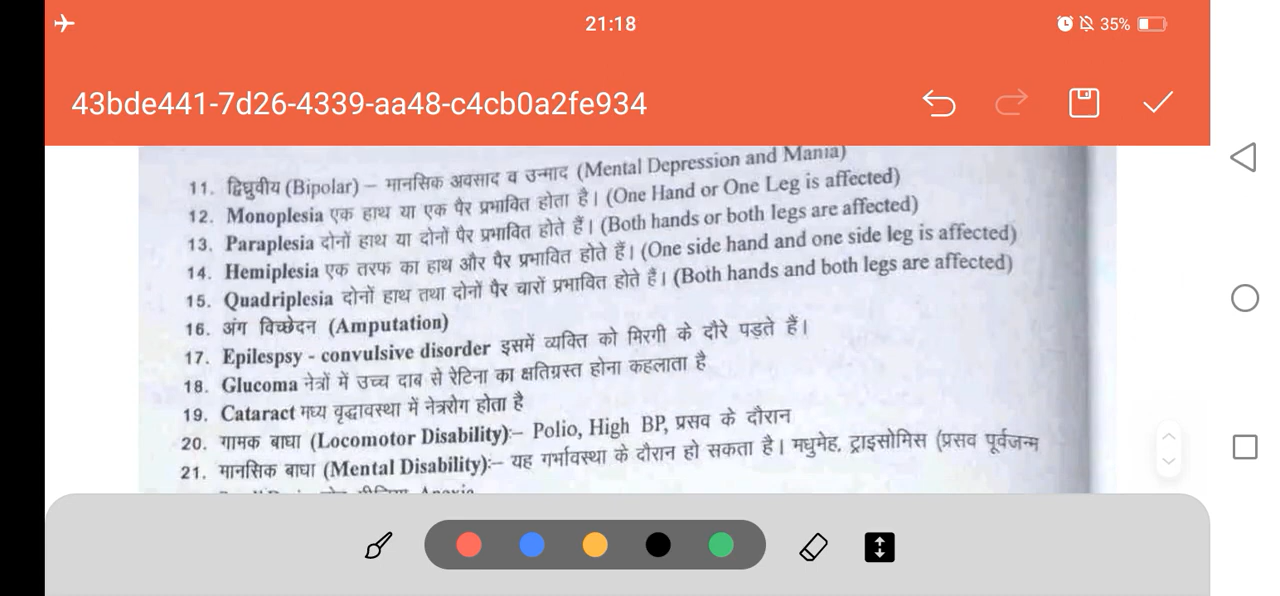 21:18
35%
43bde441-7d26-4339-aa48-c4cb0a2fe934
11. द्विध्रुवीय (Bipolar) – मानसिक अवसाद व उन्माद (Mental Depression and Mania)
12. Monoplesia एक हाथ या एक पैर प्रभावित होता है। (One Hand or One Leg is affected)
13. Paraplesia दोनों हाथ या दोनों पैर प्रभावित होते हैं। (Both hands or both legs are affected)
14. Hemiplesia एक तरफ का हाथ और पैर प्रभावित होते हैं। (One side hand and one side leg is affected)
15. Quadriplesia दोनों हाथ तथा दोनों पैर चारों प्रभावित होते हैं। (Both hands and both legs are affected)
16. अंग विच्छेदन (Amputation)
17. Epilespsy - convulsive disorder इसमें व्यक्ति को मिरगी के दौरे पड़ते हैं।
18. Glucoma नेत्रों में उच्च दाब से रेटिना का क्षतिग्रस्त होना कहलाता है
19. Cataract मध्य वृद्धावस्था में नेत्ररोग होता है
20. गामक बाधा (Locomotor Disability):– Polio, High BP, प्रसव के दौरान
21. मानसिक बाधा (Mental Disability):– यह गर्भावस्था के दौरान हो सकता है। मधुमेह, ट्राइसोमिस (प्रसव पूर्वजन्म